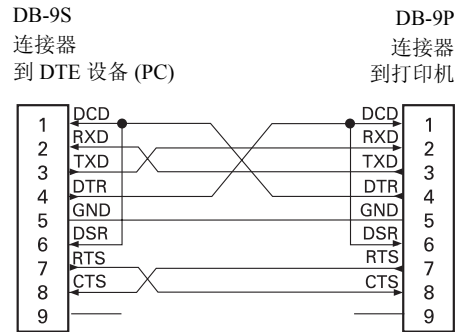 DB-9S
连接器
到 DTE 设备 (PC)
DB-9P
连接器
到打印机
1 DCD DCD 1
2 RXD RXD 2
3 TXD TXD 3
4 DTR DTR 4
5 GND GND 5
6 DSR DSR 6
7 RTS RTS 7
8 CTS CTS 8
9 9